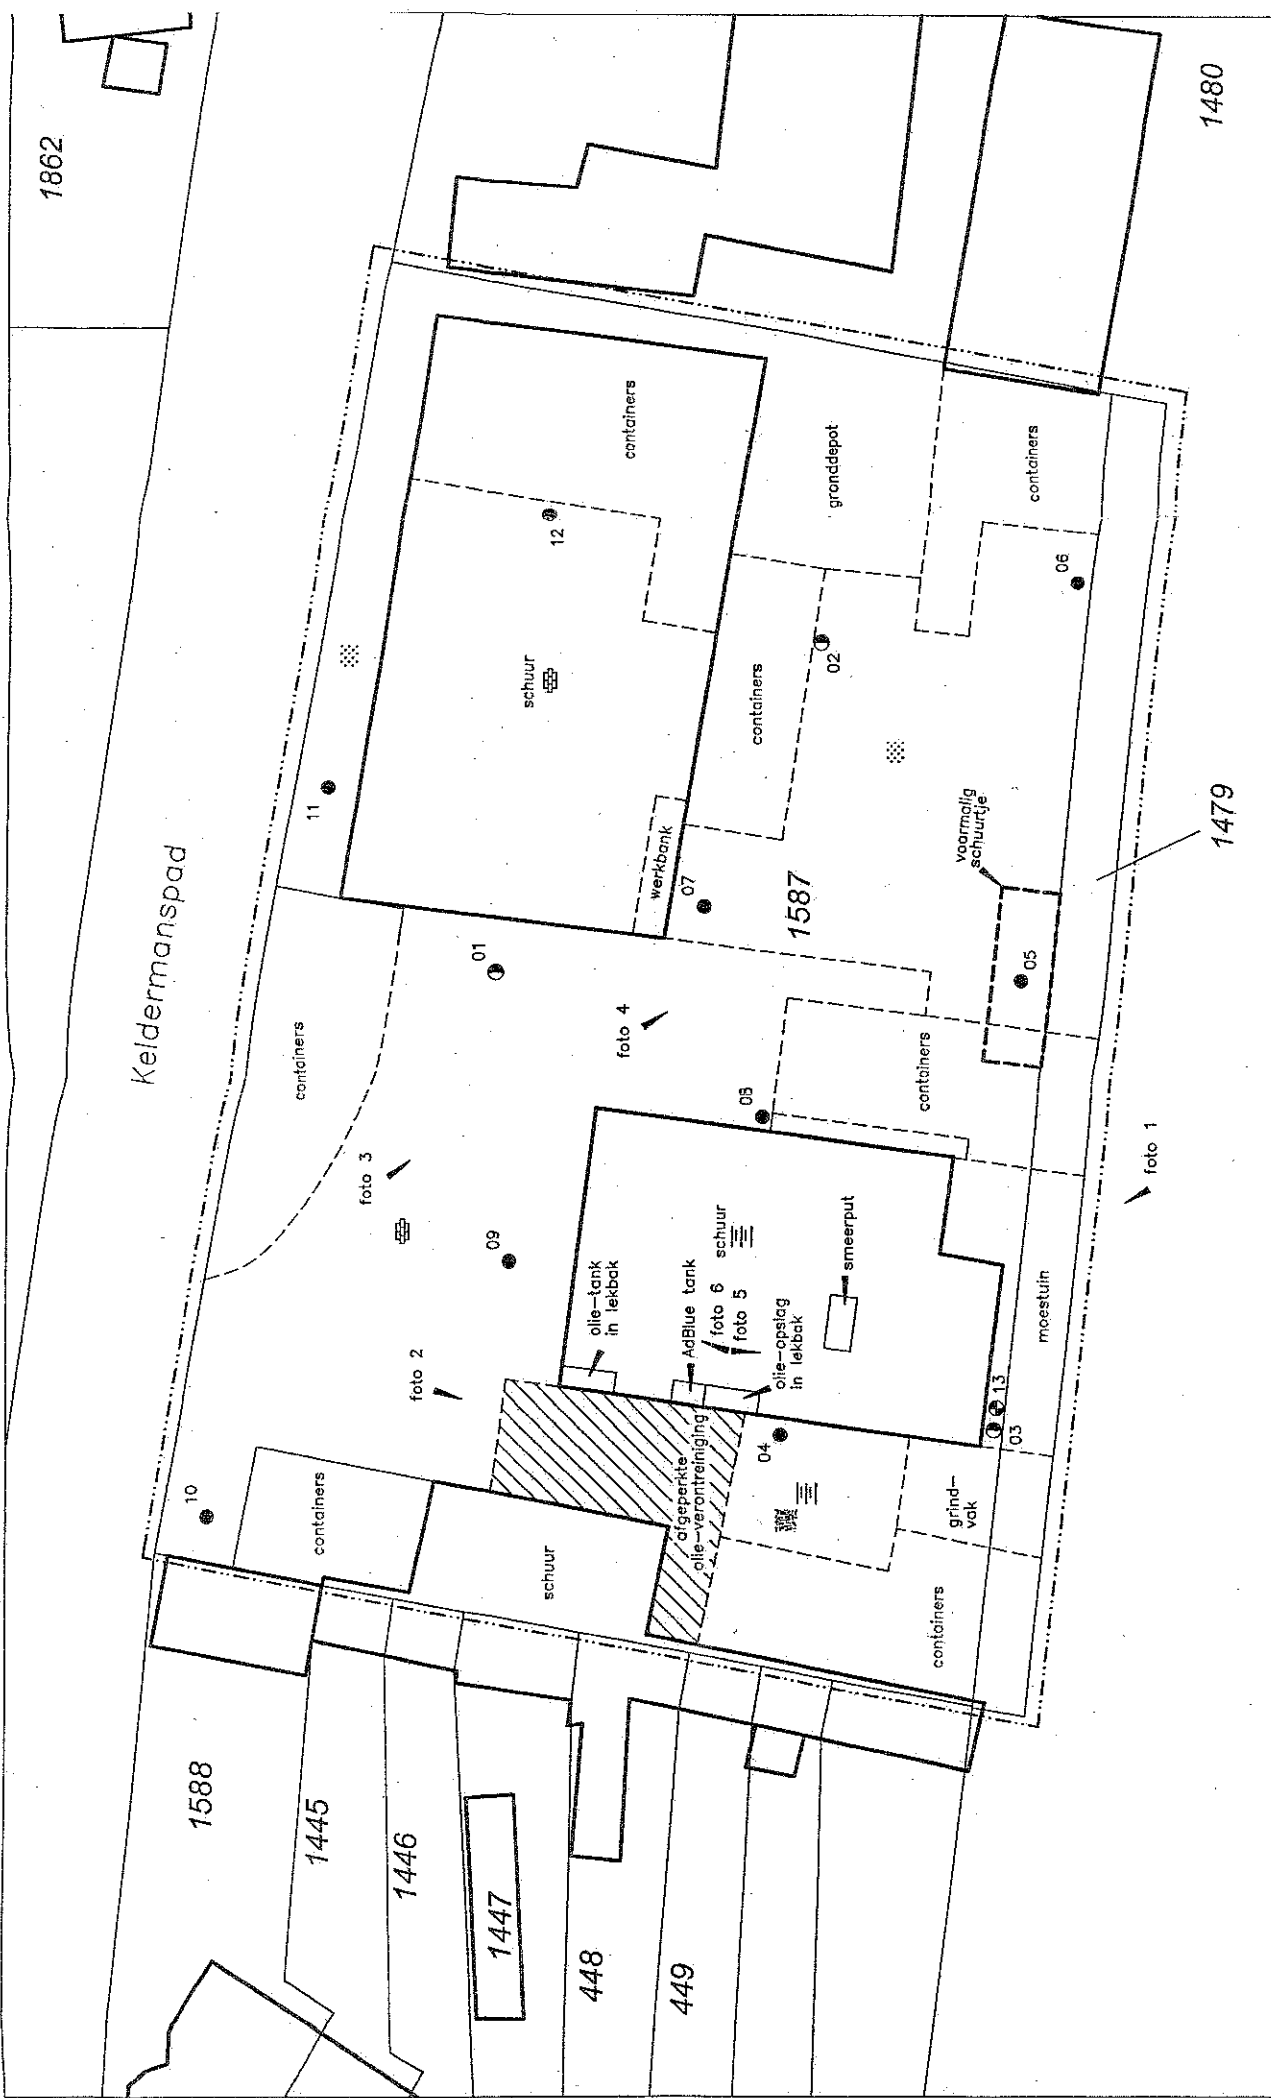 1862
1480
Keldermanspad
containers
12
schuur
11
werkbank
07
01
containers
gronddepot
containers
containers
02
06
1587
voormalig
schuurtje
05
1479
foto 4
containers
08
foto 3
foto 1
09
olie-tank
in lekbak
schuur
AdBlue tank
foto 6
foto 5
olie-opslag
in lekbak
smeerput
moestuin
foto 2
afgeperkte
olie-verontreiniging
04
13
03
grind-
vak
10
containers
schuur
containers
1588
1445
1446
1447
448
449